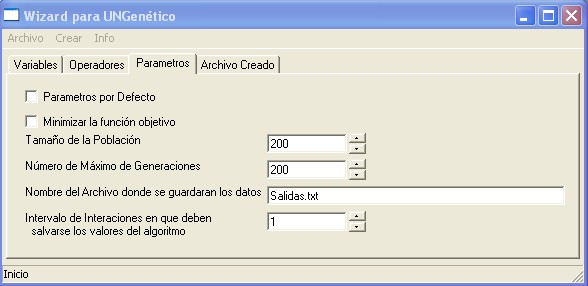 Wizard para UNGenético
Archivo Crear Info
Variables Operadores Parametros Archivo Creado
Parametros por Defecto
Minimizar la función objetivo
Tamaño de la Población 200
Número de Máximo de Generaciones 200
Nombre del Archivo donde se guardaran los datos Salidas.txt
Intervalo de Interaciones en que deben 1
salvarse los valores del algoritmo
Inicio